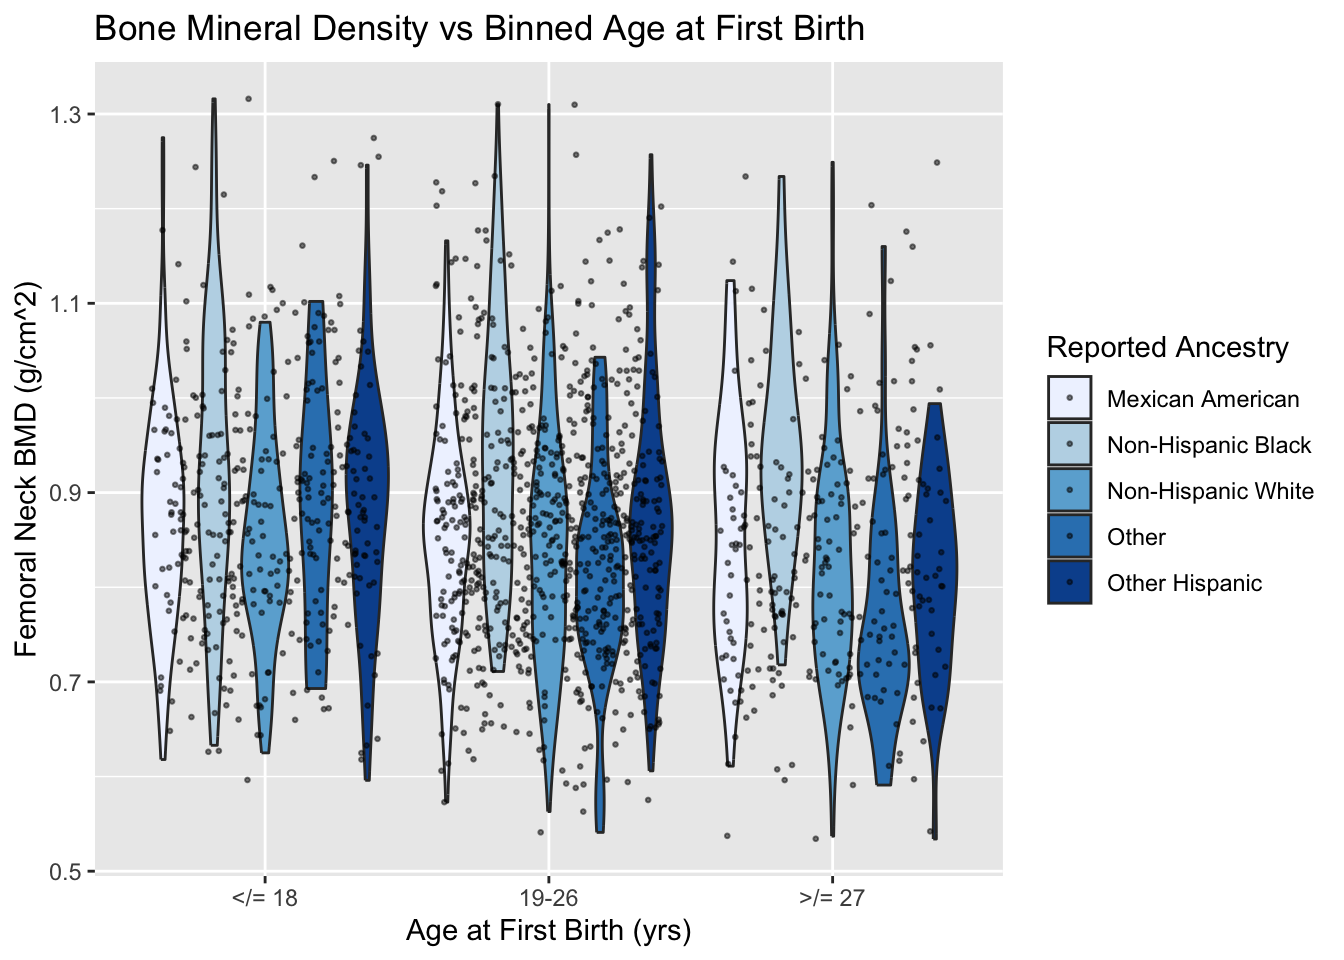 Bone Mineral Density vs Binned Age at First Birth
Femoral Neck BMD (g/cm^2)
1.3
1.1
0.9
0.7
0.5
</= 18
19-26
>/= 27
Age at First Birth (yrs)
Reported Ancestry
Mexican American
Non-Hispanic Black
Non-Hispanic White
Other
Other Hispanic